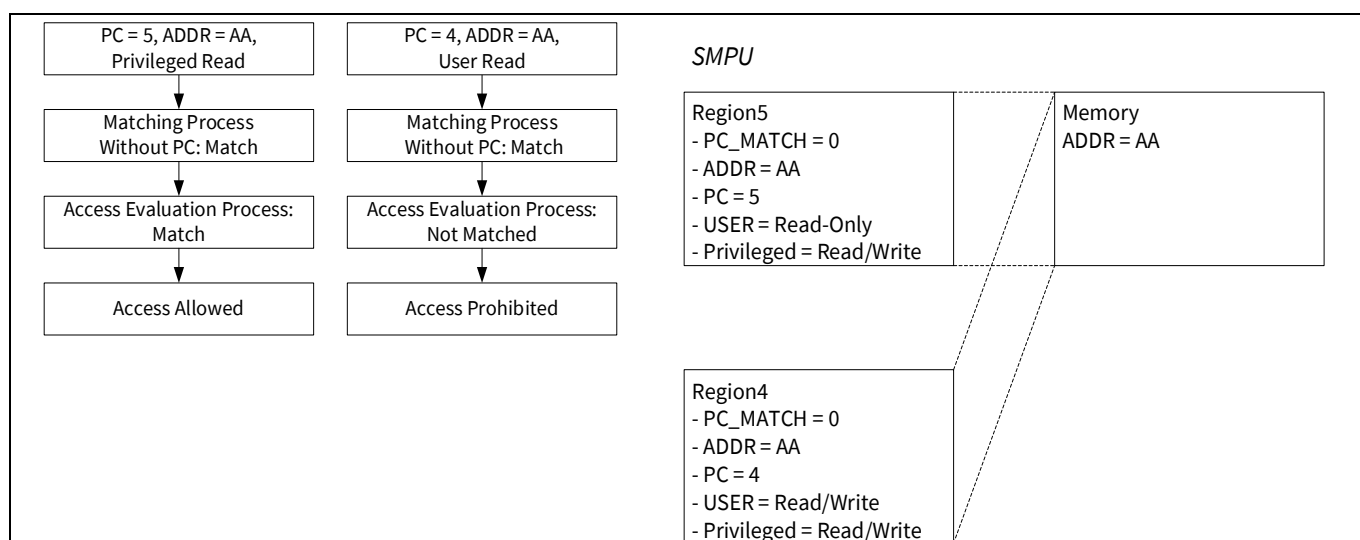 PC = 5, ADDR = AA,
Privileged Read
Matching Process
Without PC: Match
Access Evaluation Process:
Match
Access Allowed
PC = 4, ADDR = AA,
User Read
Matching Process
Without PC: Match
Access Evaluation Process:
Not Matched
Access Prohibited
SMPU
Region5
- PC_MATCH = 0
- ADDR = AA
- PC = 5
- USER = Read-Only
- Privileged = Read/Write
Memory
ADDR = AA
Region4
- PC_MATCH = 0
- ADDR = AA
- PC = 4
- USER = Read/Write
- Privileged = Read/Write